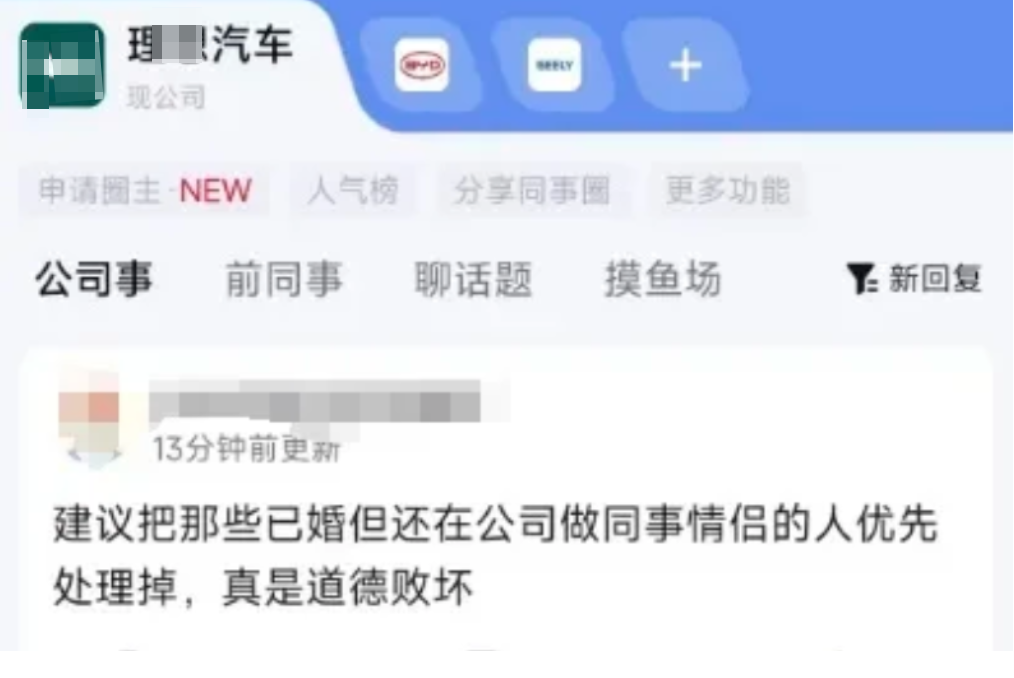 理想汽车
现公司
BYD
GEELY
+
申请圈主·NEW 人气榜 分享同事圈 更多功能
公司事 前同事 聊话题 摸鱼场 新回复
13分钟前更新
建议把那些已婚但还在公司做同事情侣的人优先
处理掉，真是道德败坏